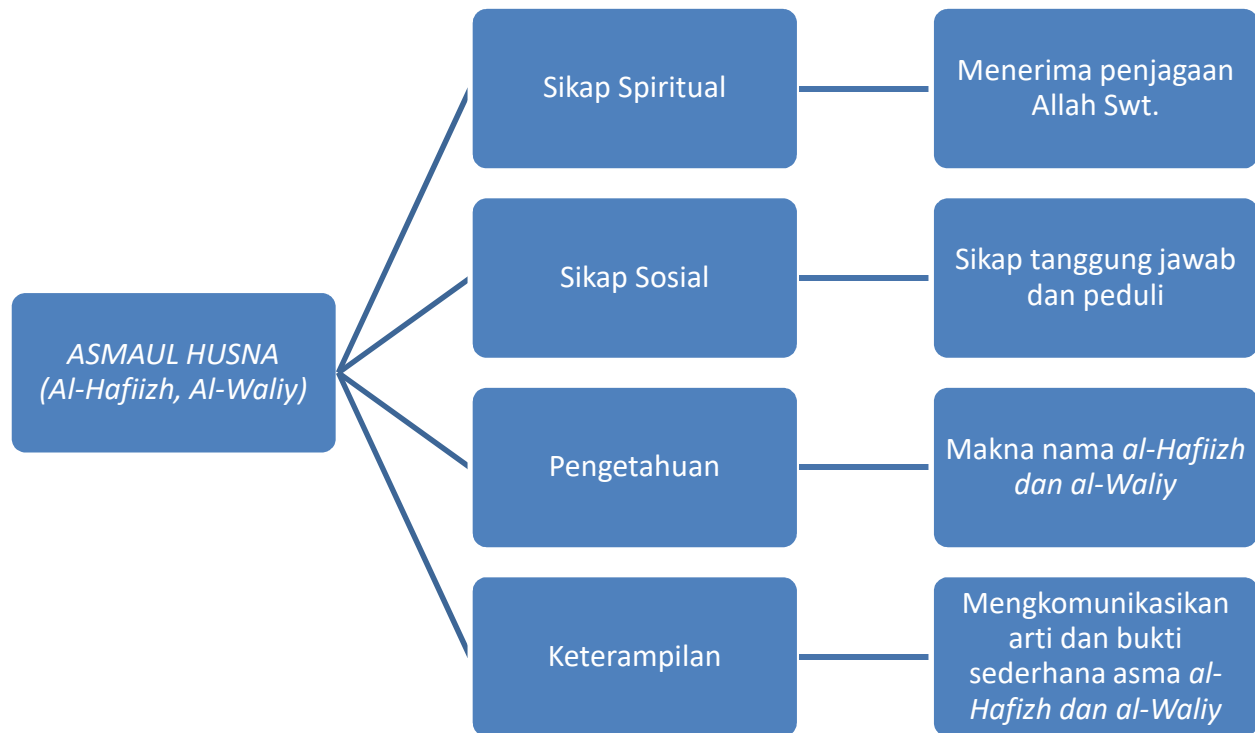 ASMAUL HUSNA
(Al-Hafiizh, Al-Waliy)
Sikap Spiritual
Menerima penjagaan
Allah Swt.
Sikap Sosial
Sikap tanggung jawab
dan peduli
Pengetahuan
Makna nama al-Hafiizh
dan al-Waliy
Keterampilan
Mengkomunikasikan
arti dan bukti
sederhana asma al-
Hafizh dan al-Waliy